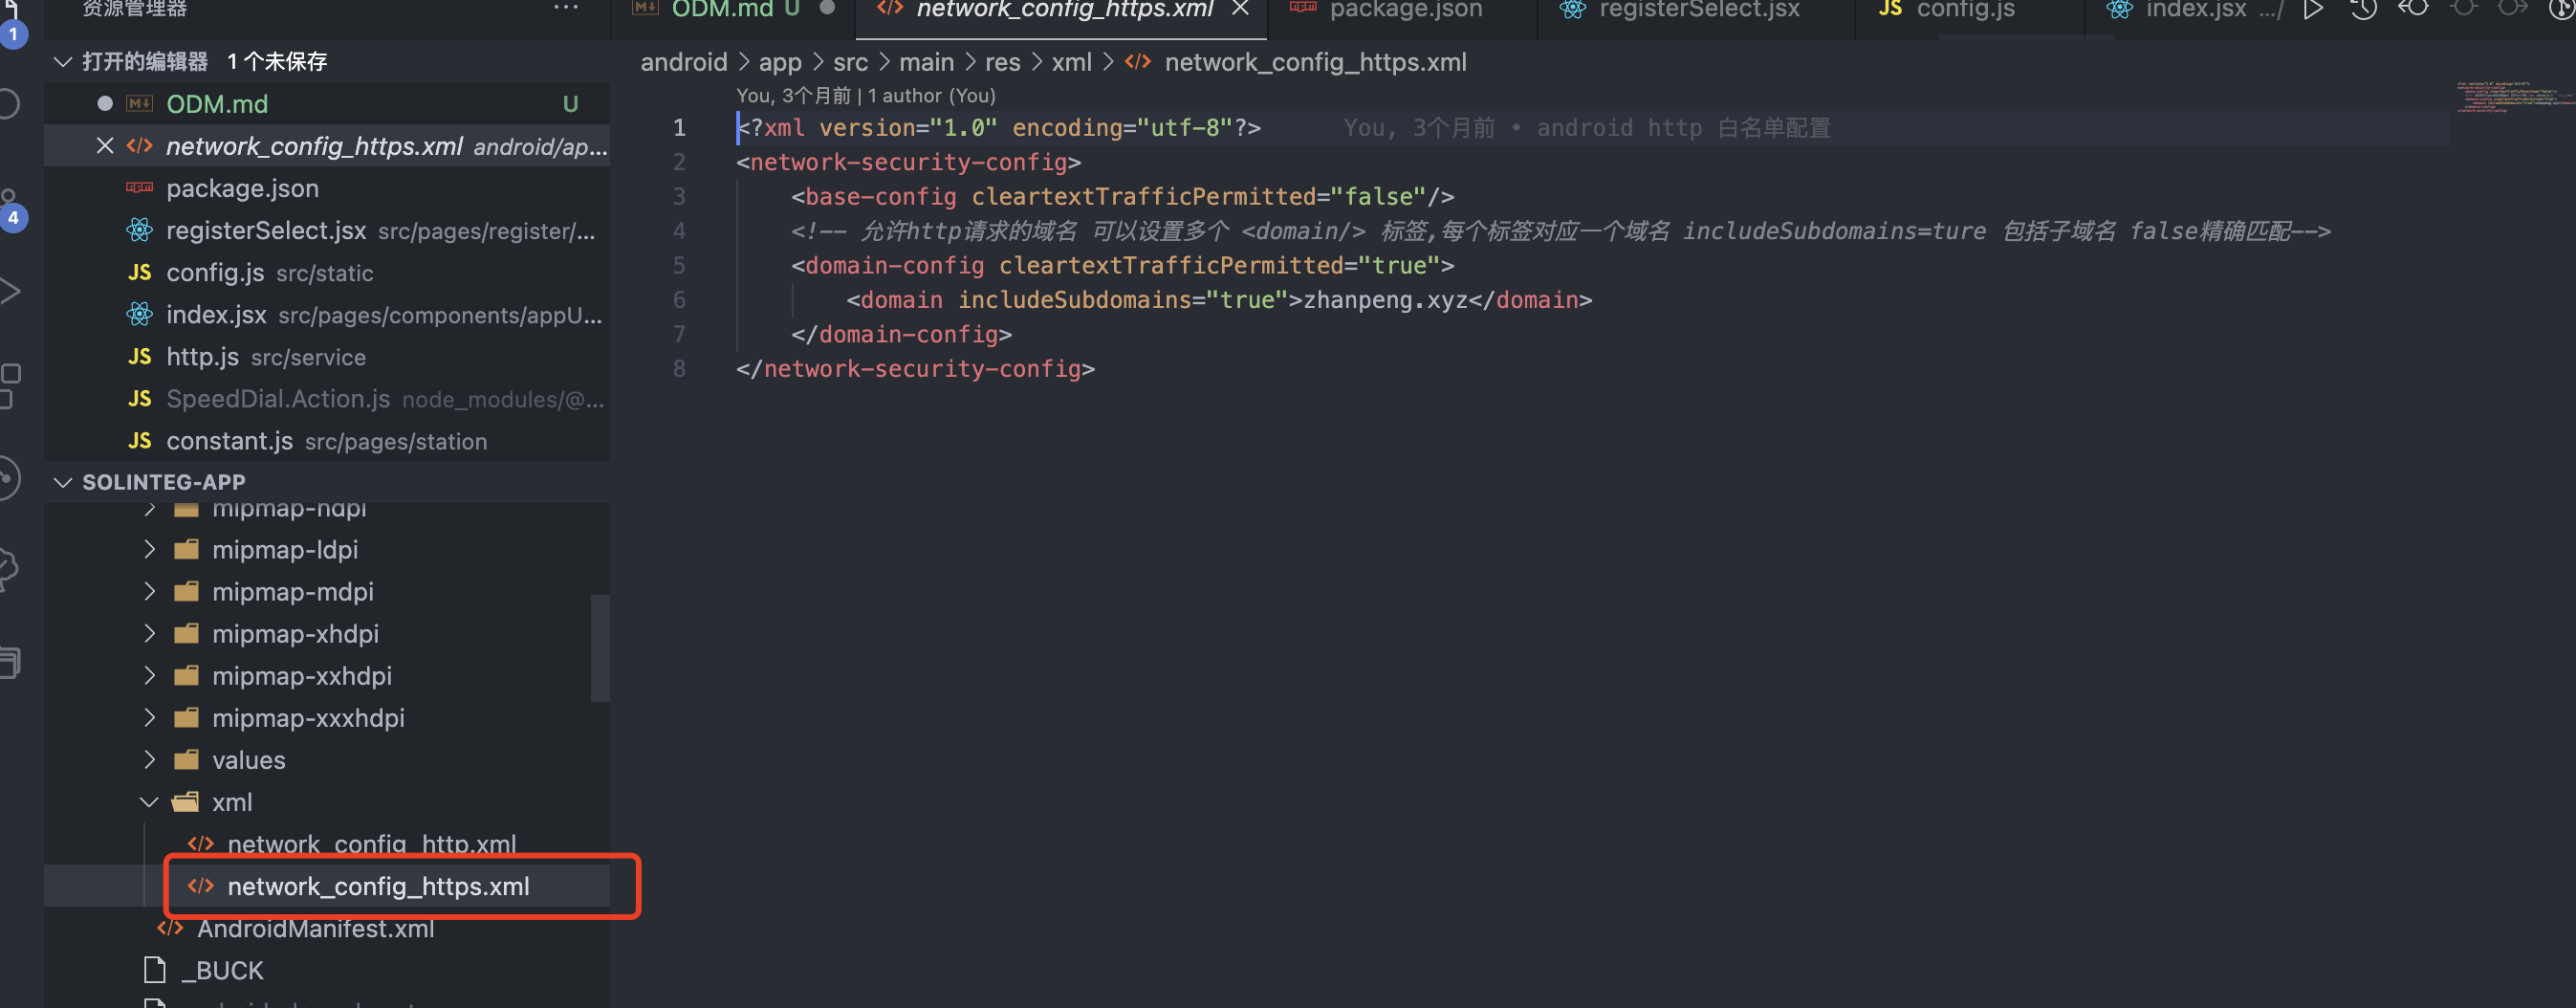 资源管理器 ···
打开的编辑器 1 个未保存
ODM.md U
network_config_https.xml android/ap...
package.json
registerSelect.jsx src/pages/register/...
config.js src/static
index.jsx src/pages/components/appU...
http.js src/service
SpeedDial.Action.js node_modules/@...
constant.js src/pages/station
SOLINTEG-APP
mipmap-hdpi
mipmap-ldpi
mipmap-mdpi
mipmap-xhdpi
mipmap-xxhdpi
mipmap-xxxhdpi
values
xml
network_config_http.xml
network_config_https.xml
AndroidManifest.xml
_BUCK
1
4
ODM.md U network_config_https.xml package.json registerSelect.jsx JS config.js index.jsx .../
android > app > src > main > res > xml > network_config_https.xml
You, 3个月前 | 1 author (You)
1 <?xml version="1.0" encoding="utf-8"?> You, 3个月前 • android http 白名单配置
2 <network-security-config>
3 <base-config cleartextTrafficPermitted="false"/>
4 <!-- 允许http请求的域名 可以设置多个 <domain/> 标签,每个标签对应一个域名 includeSubdomains=ture 包括子域名 false精确匹配-->
5 <domain-config cleartextTrafficPermitted="true">
6 <domain includeSubdomains="true">zhanpeng.xyz</domain>
7 </domain-config>
8 </network-security-config>